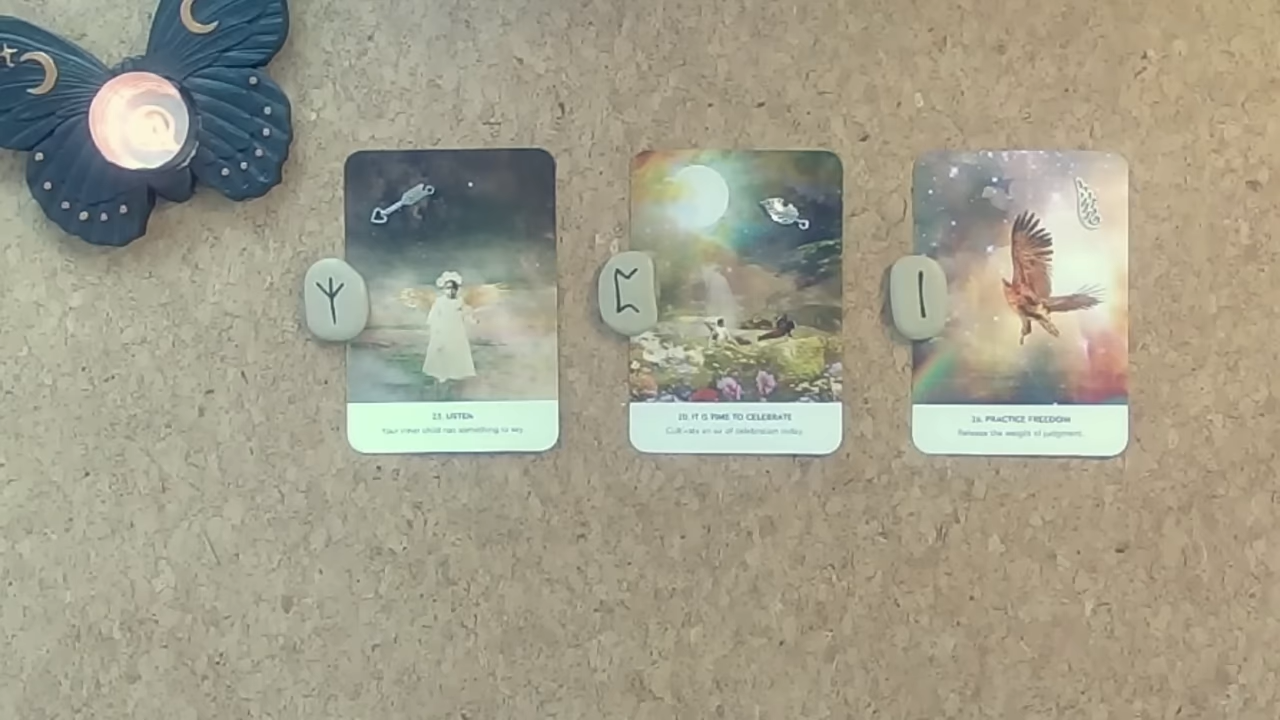 23. LISTEN
Your inner child has something to say.
10. IT IS TIME TO CELEBRATE
Cultivate an air of celebration today.
16. PRACTICE FREEDOM
Release the weight of judgment.
ᛉ
ᛈ
ᛁ